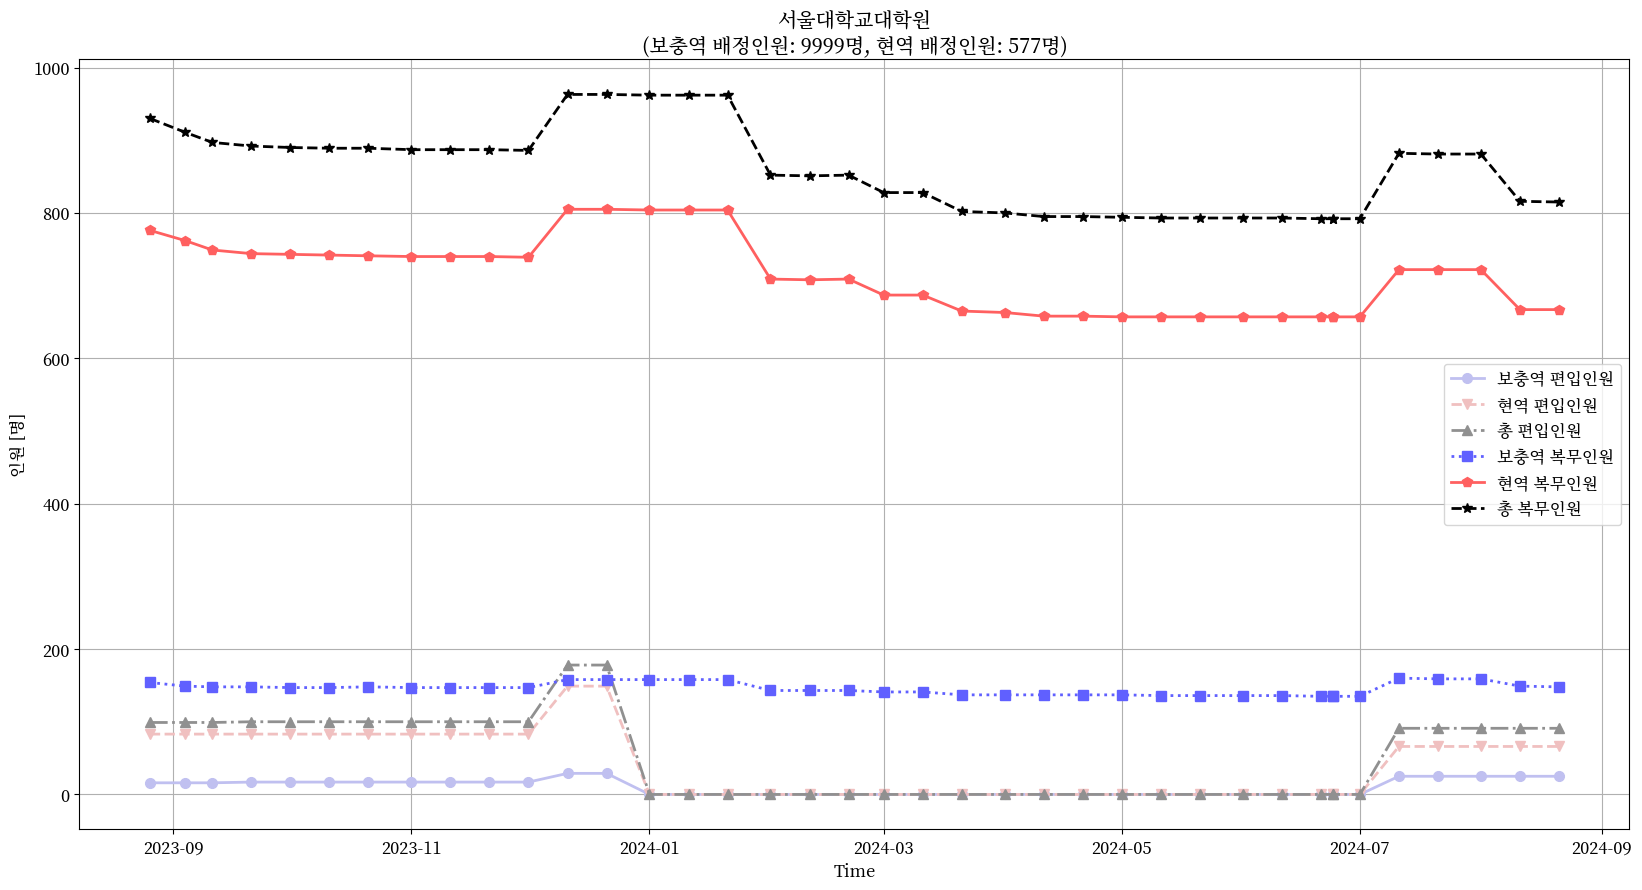 서울대학교대학원
(보충역 배정인원: 9999명, 현역 배정인원: 577명)
1000
800
600
400
200
0
인원 [명]
보충역 편입인원
현역 편입인원
총 편입인원
보충역 복무인원
현역 복무인원
총 복무인원
2023-09
2023-11
2024-01
2024-03
2024-05
2024-07
2024-09
Time